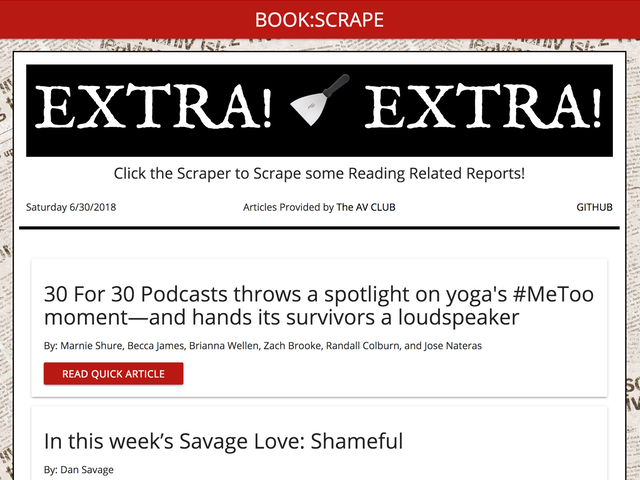 BOOK:SCRAPE
EXTRA! EXTRA!
Click the Scraper to Scrape some Reading Related Reports!
Saturday 6/30/2018 Articles Provided by The AV CLUB GITHUB
30 For 30 Podcasts throws a spotlight on yoga's #MeToo
moment—and hands its survivors a loudspeaker
By: Marnie Shure, Becca James, Brianna Wellen, Zach Brooke, Randall Colburn, and Jose Nateras
READ QUICK ARTICLE
In this week’s Savage Love: Shameful
By: Dan Savage